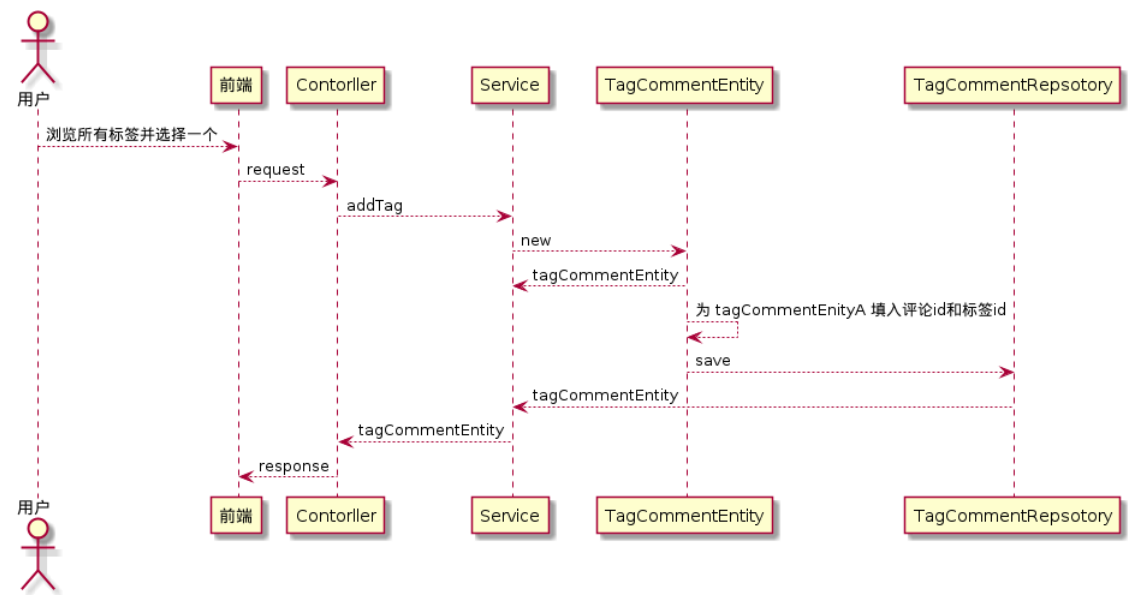 用户
前端
Contorller
Service
TagCommentEntity
TagCommentRepsotory
浏览所有标签并选择一个
request
addTag
new
tagCommentEntity
为 tagCommentEnityA 填入评论id和标签id
save
tagCommentEntity
tagCommentEntity
response
用户
前端
Contorller
Service
TagCommentEntity
TagCommentRepsotory